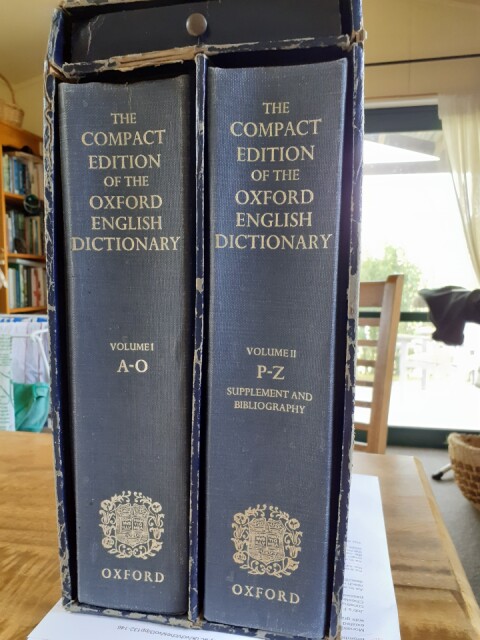 THE
COMPACT
EDITION
OF THE
OXFORD
ENGLISH
DICTIONARY
VOLUME I
A-O
OXFORD
THE
COMPACT
EDITION
OF THE
OXFORD
ENGLISH
DICTIONARY
VOLUME II
P-Z
SUPPLEMENT AND
BIBLIOGRAPHY
OXFORD